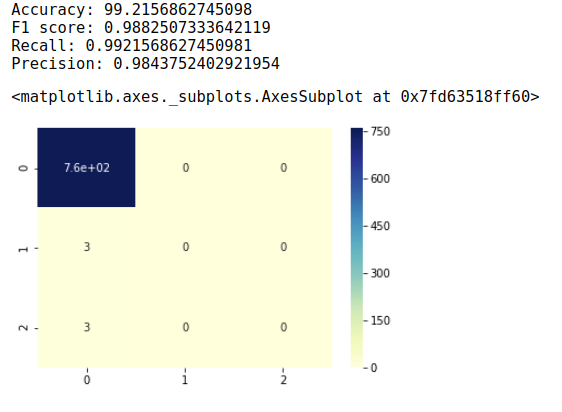 Accuracy: 99.2156862745098
F1 score: 0.9882507333642119
Recall: 0.9921568627450981
Precision: 0.9843752402921954
<matplotlib.axes._subplots.AxesSubplot at 0x7fd63518ff60>
0 7.6e+02 0 0
1 3 0 0
2 3 0 0
0 1 2
750
600
450
300
150
0